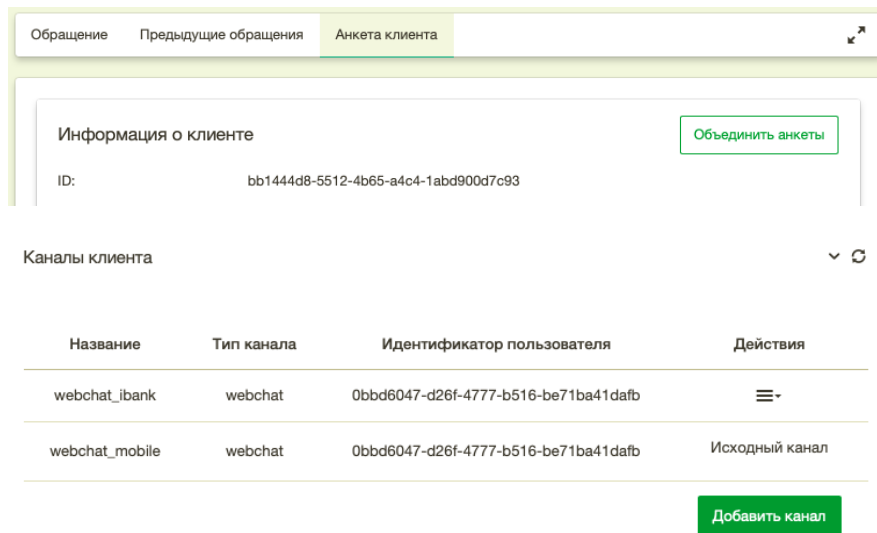 Обращение Предыдущие обращения Анкета клиента
Информация о клиенте Объединить анкеты
ID: bb1444d8-5512-4b65-a4c4-1abd900d7c93
Каналы клиента
Название Тип канала Идентификатор пользователя Действия
webchat_ibank webchat 0bbd6047-d26f-4777-b516-be71ba41dafb
webchat_mobile webchat 0bbd6047-d26f-4777-b516-be71ba41dafb Исходный канал
Добавить канал